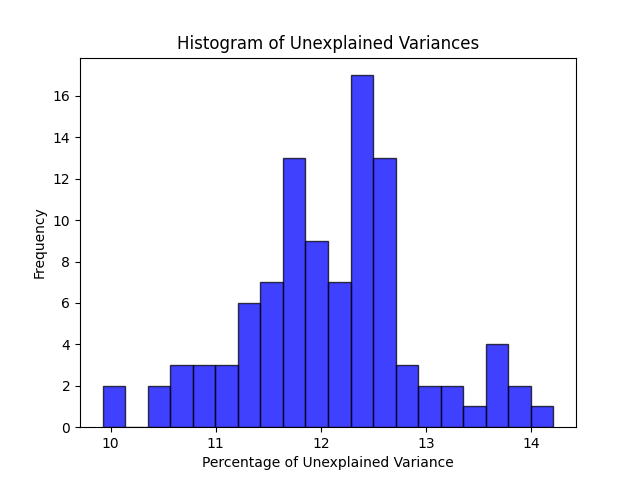 Histogram of Unexplained Variances
Frequency
16
14
12
10
8
6
4
2
0
10 11 12 13 14
Percentage of Unexplained Variance